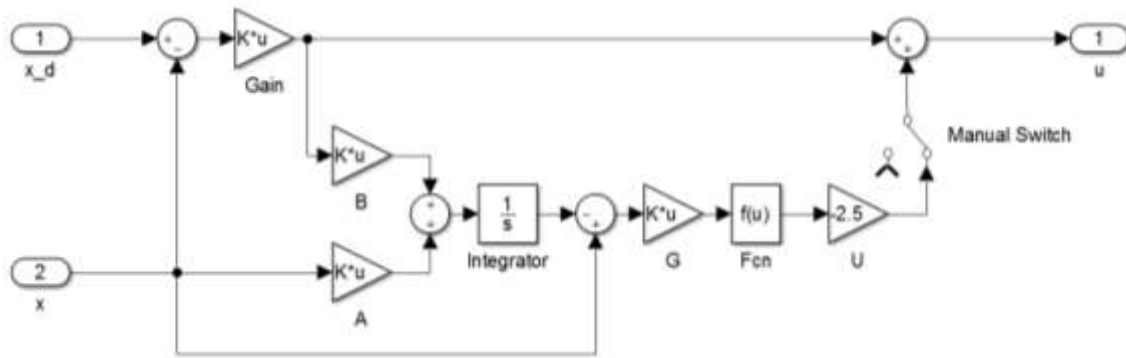 1
x_d
K*u
Gain
1
u
Manual Switch
K*u
B
1
s
Integrator
K*u
G
f(u)
Fcn
-2.5
U
2
x
K*u
A